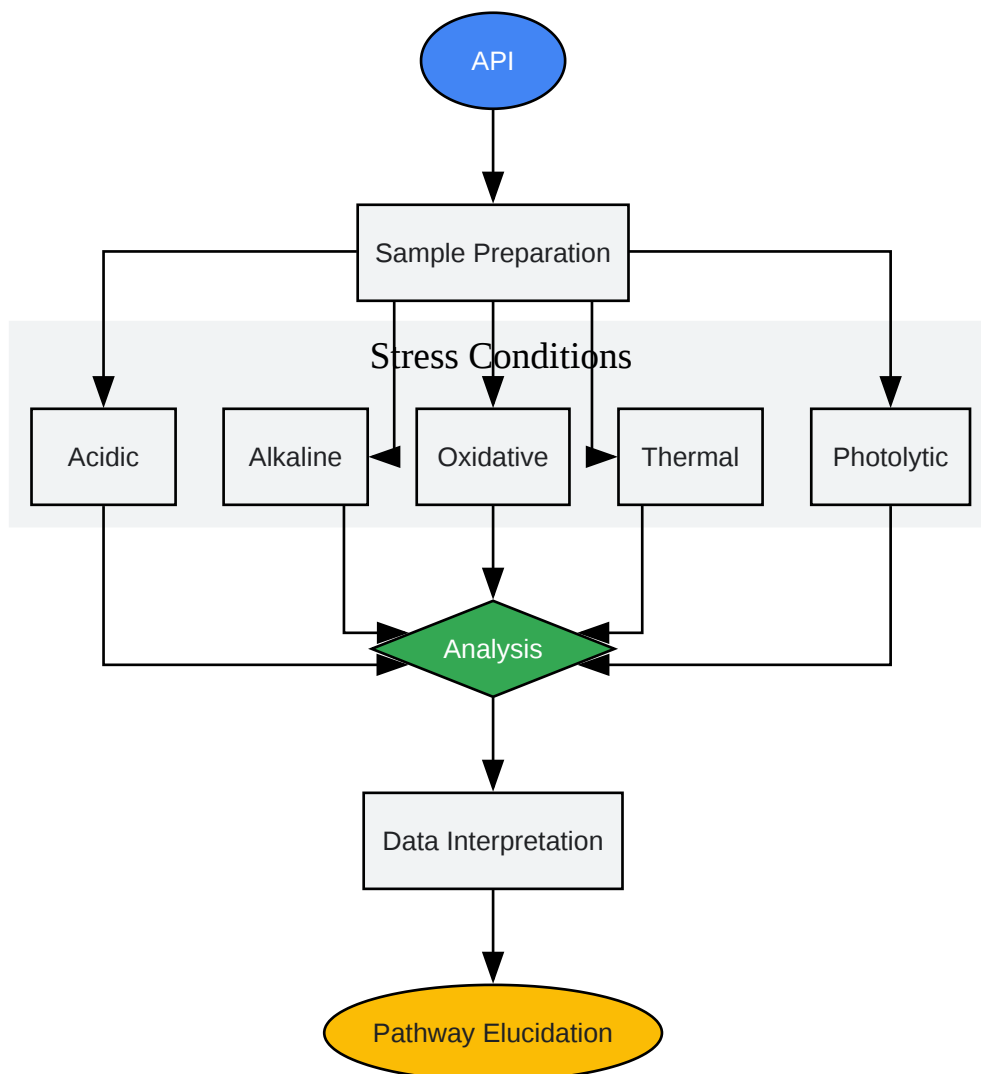 API
Sample Preparation
Stress Conditions
Acidic
Alkaline
Oxidative
Thermal
Photolytic
Analysis
Data Interpretation
Pathway Elucidation